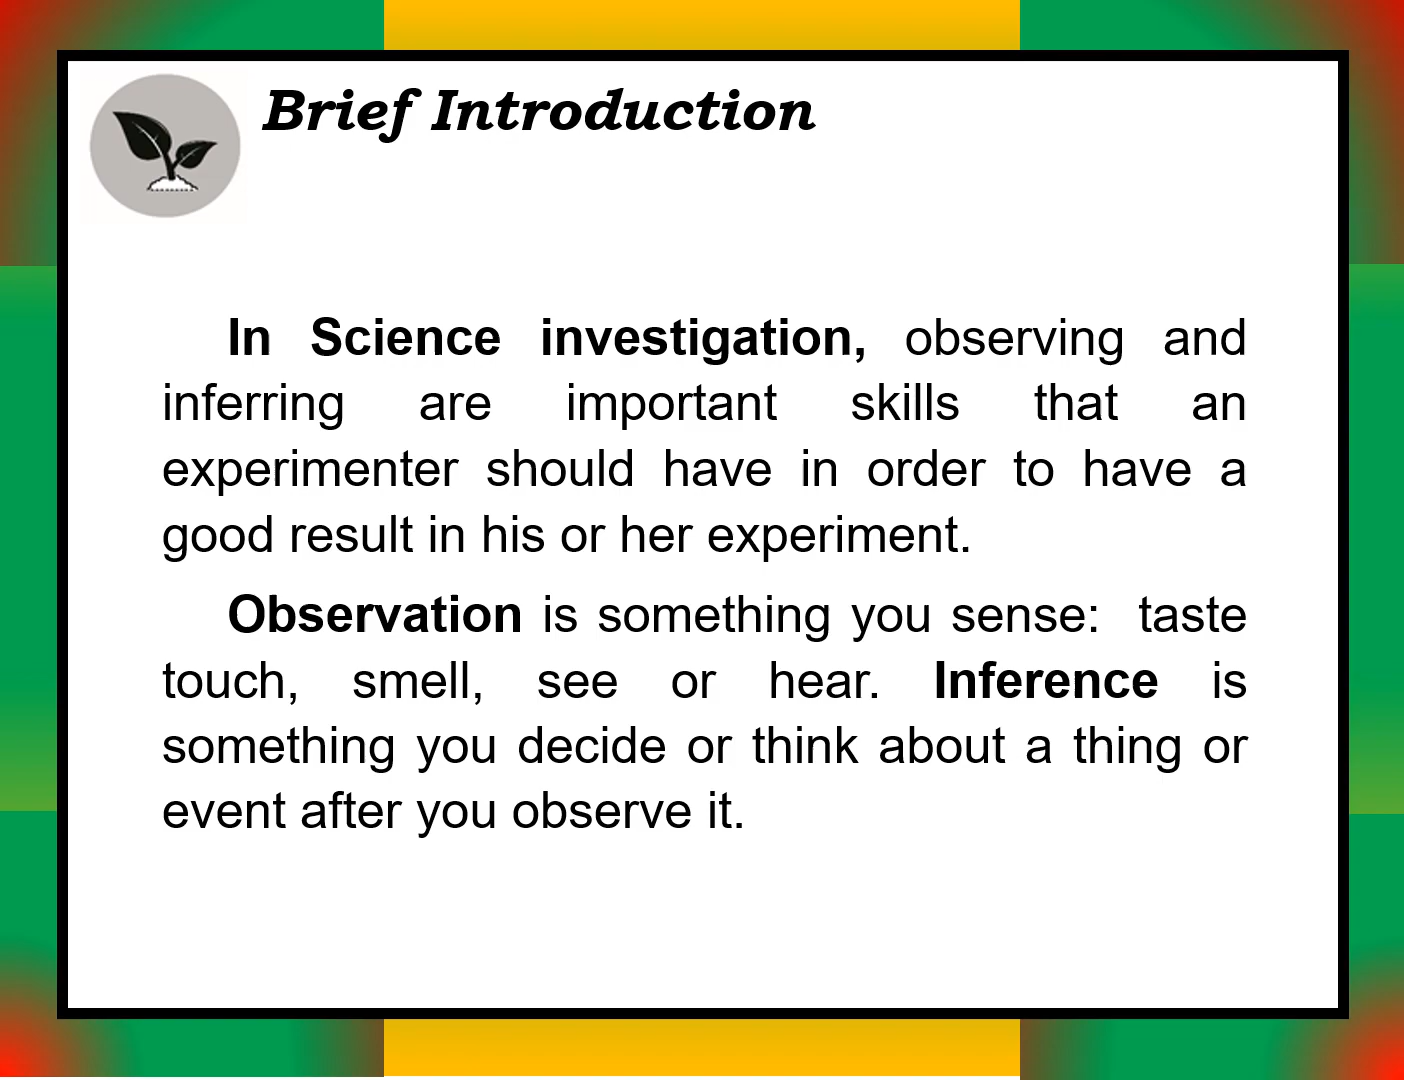 Brief Introduction
In Science investigation, observing and
inferring are important skills that an
experimenter should have in order to have a
good result in his or her experiment.
Observation is something you sense: taste
touch, smell, see or hear. Inference is
something you decide or think about a thing or
event after you observe it.